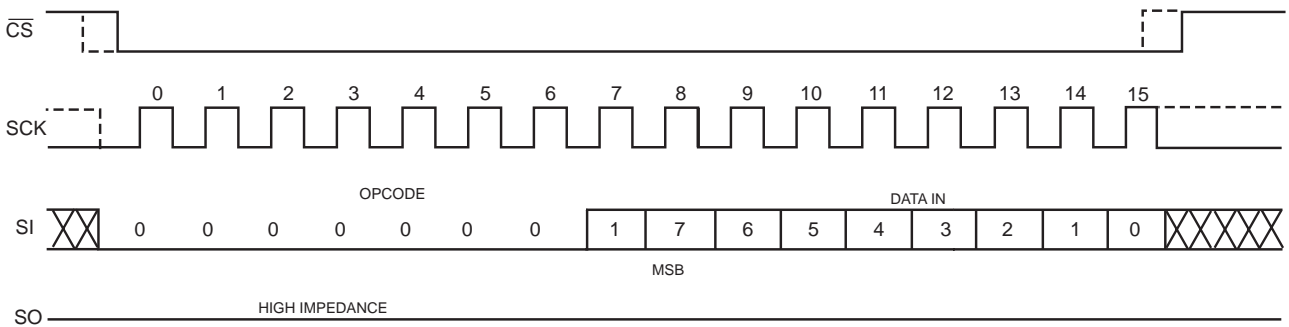 CS
0 1 2 3 4 5 6 7 8 9 10 11 12 13 14 15
SCK
OPCODE DATA IN
SI 0 0 0 0 0 0 0 1 7 6 5 4 3 2 1 0
MSB
HIGH IMPEDANCE
SO